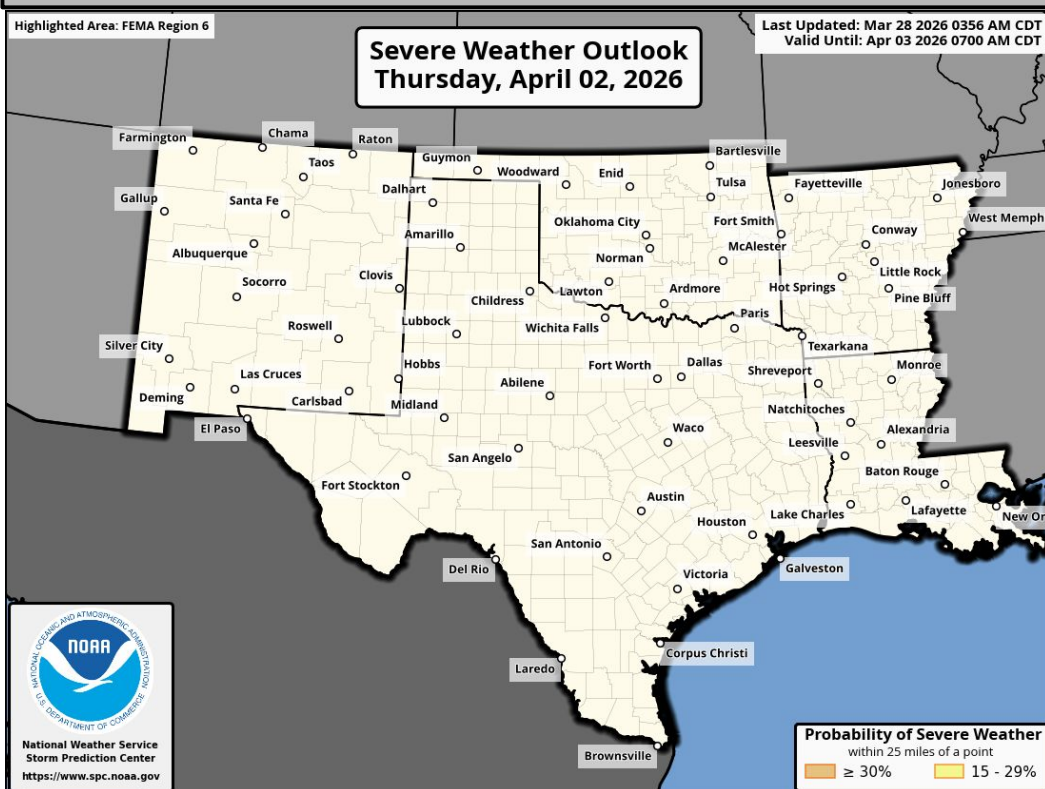 Highlighted Area: FEMA Region 6
Last Updated: Mar 28 2026 0356 AM CDT
Valid Until: Apr 03 2026 0700 AM CDT
Severe Weather Outlook
Thursday, April 02, 2026
Farmington
Chama
Raton
Taos
Guymon
Woodward
Enid
Bartlesville
Tulsa
Fayetteville
Jonesboro
Gallup
Santa Fe
Dalhart
Oklahoma City
Fort Smith
West Memph
Albuquerque
Amarillo
Norman
McAlester
Conway
Socorro
Clovis
Childress
Lawton
Ardmore
Hot Springs
Little Rock
Pine Bluff
Roswell
Lubbock
Wichita Falls
Paris
Texarkana
Silver City
Las Cruces
Hobbs
Fort Worth
Dallas
Shreveport
Monroe
Deming
Carlsbad
Midland
Abilene
Natchitoches
El Paso
San Angelo
Waco
Leesville
Alexandria
Fort Stockton
Austin
Baton Rouge
Houston
Lake Charles
Lafayette
New Or
San Antonio
Del Rio
Victoria
Galveston
Laredo
Corpus Christi
Brownsville
NATIONAL OCEANIC AND ATMOSPHERIC ADMINISTRATION
NOAA
U.S. DEPARTMENT OF COMMERCE
National Weather Service
Storm Prediction Center
https://www.spc.noaa.gov
Probability of Severe Weather
within 25 miles of a point
≥ 30%
15 - 29%